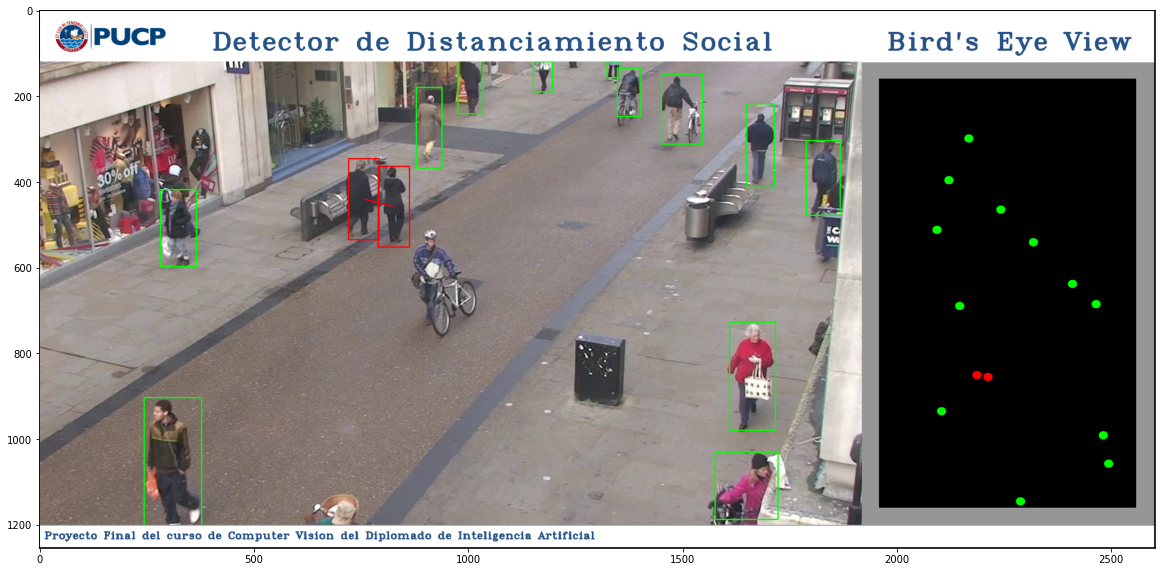 PUCP
Detector de Distanciamiento Social
Bird's Eye View
0
200
400
600
800
1000
1200
30% off
Proyecto Final del curso de Computer Vision del Diplomado de Inteligencia Artificial
0
500
1000
1500
2000
2500